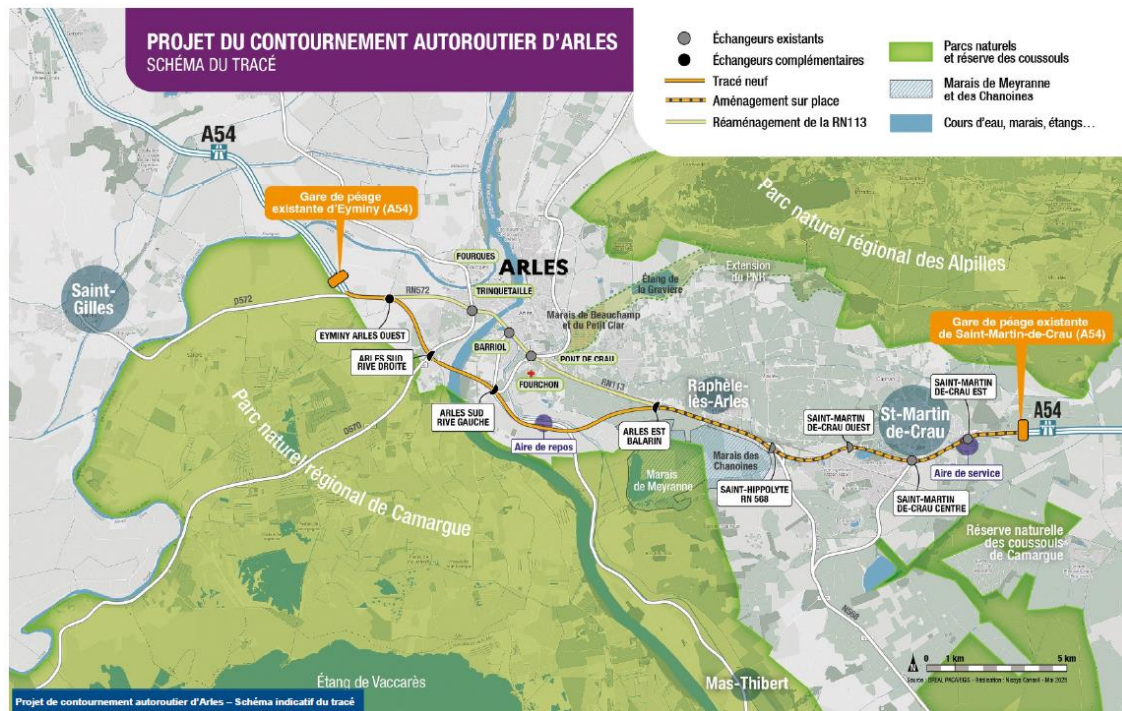 PROJET DU CONTOURNEMENT AUTOROUTIER D'ARLES
SCHÉMA DU TRACÉ
Échangeurs existants
Échangeurs complémentaires
Tracé neuf
Aménagement sur place
Réaménagement de la RN113
Parcs naturels
et réserve des coussouls
Marais de Meyranne
et des Chanoines
Cours d'eau, marais, étangs...
A54
Gare de péage
existante d'Eyminy (A54)
Saint-
Gilles
D572
RN572
FOURQUES
ARLES
TRINQUETAILLE
EYMINY ARLES OUEST
BARRIOL
ARLES SUD
RIVE DROITE
PONT DE CRAU
FOURCHON
RN113
ARLES SUD
RIVE GAUCHE
Aire de repos
D570
Parc naturel régional de Camargue
Parc naturel régional des Alpilles
Extension
du PNR
Étang de
la Gravière
Marais de Beauchamp
et du Petit Clar
Gare de péage existante
de Saint-Martin-de-Crau (A54)
A54
Raphèle-
lès-Arles
ARLES EST
BALARIN
Marais des
Chanoines
Marais
de Meyranne
SAINT-HIPPOLYTE
RN 568
SAINT-MARTIN
DE-CRAU OUEST
St-Martin
de-Crau
SAINT-MARTIN
DE-CRAU EST
Aire de service
SAINT-MARTIN
DE-CRAU CENTRE
Réserve naturelle
des coussouls
de Camargue
N568
Mas-Thibert
Étang de Vaccarès
N
0 1 km 5 km
Projet de contournement autoroutier d'Arles – Schéma indicatif du tracé